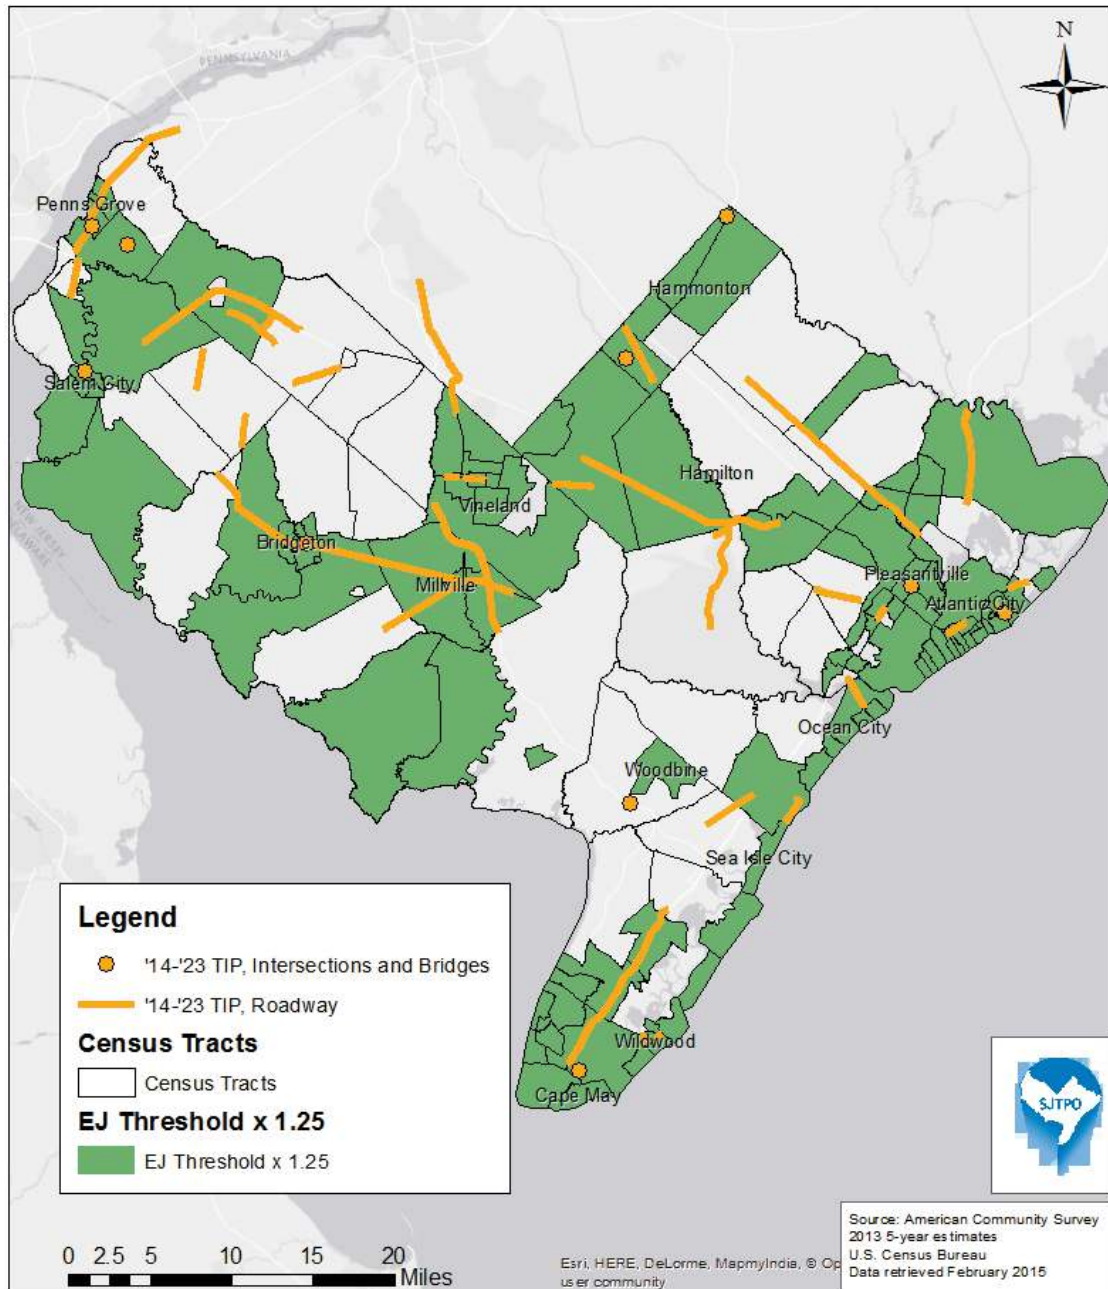 N
PENNSYLVANIA
Penns Grove
Hammonton
Salem City
Hamilton
Vineland
Bridgeton
Millville
Pleasantville
Atlantic City
NEW JERSEY
Ocean City
Woodbine
Sea Isle City
Wildwood
Cape May
Legend
'14-'23 TIP, Intersections and Bridges
'14-'23 TIP, Roadway
Census Tracts
Census Tracts
EJ Threshold x 1.25
EJ Threshold x 1.25
SJTPO
0 2.5 5 10 15 20
Miles
Esri, HERE, DeLorme, MapmyIndia, © Op
user community
Source: American Community Survey
2013 5-year estimates
U.S. Census Bureau
Data retrieved February 2015